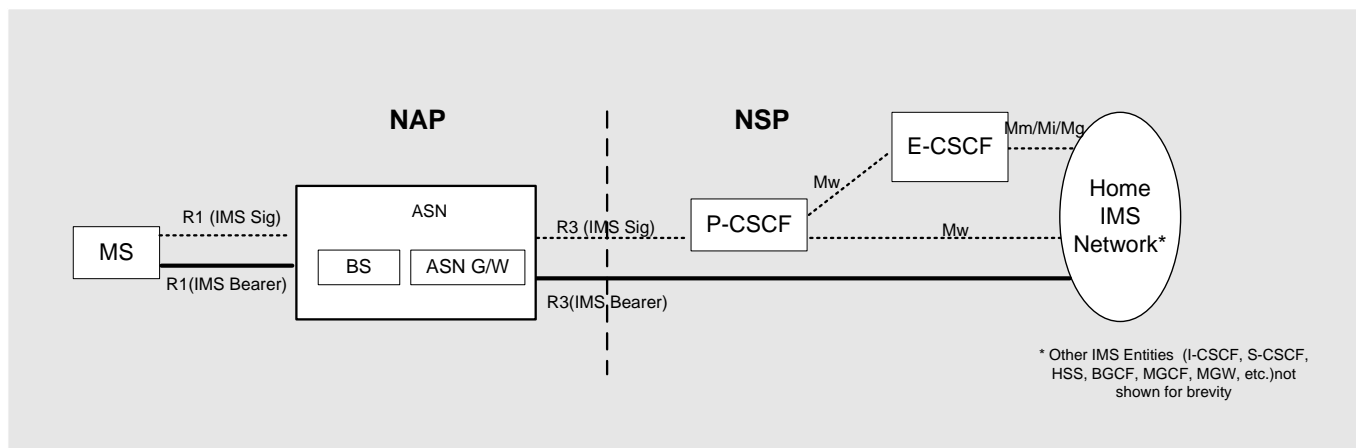 NAP
NSP
E-CSCF
Mm/Mi/Mg
Mw
Home
IMS
Network*
ASN
R1 (IMS Sig)
R3 (IMS Sig)
P-CSCF
Mw
MS
BS
ASN G/W
R1(IMS Bearer)
R3(IMS Bearer)
* Other IMS Entities (I-CSCF, S-CSCF,
HSS, BGCF, MGCF, MGW, etc.)not
shown for brevity